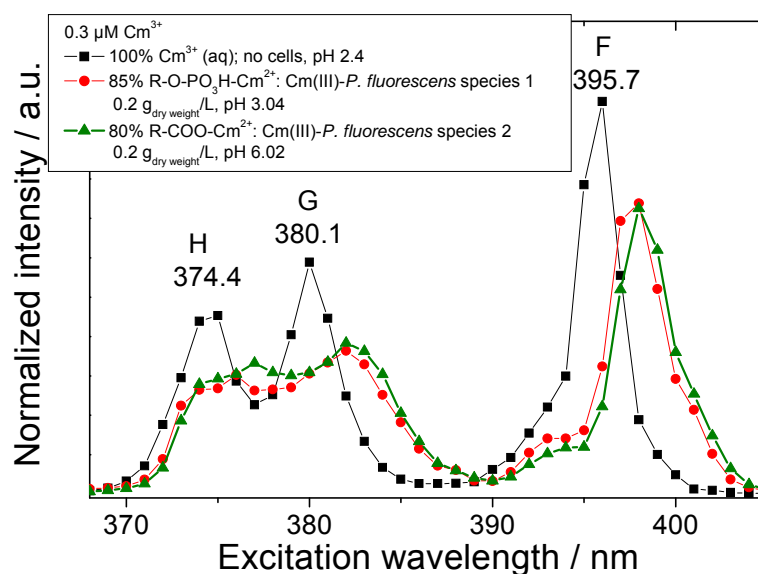 0.3 µM Cm³⁺
100% Cm³⁺ (aq); no cells, pH 2.4
85% R-O-PO₃H-Cm²⁺: Cm(III)-P. fluorescens species 1
0.2 g_dry weight/L, pH 3.04
80% R-COO-Cm²⁺: Cm(III)-P. fluorescens species 2
0.2 g_dry weight/L, pH 6.02
F
395.7
G
380.1
H
374.4
Normalized intensity / a.u.
370 380 390 400
Excitation wavelength / nm